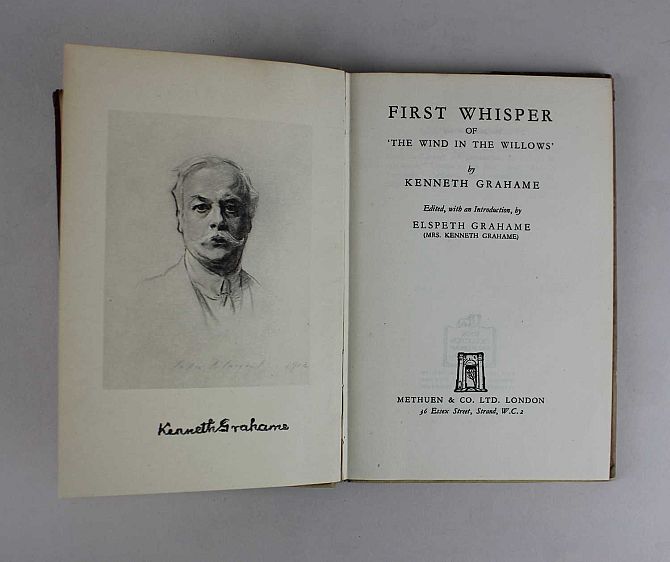 Kenneth Grahame
FIRST WHISPER
OF
'THE WIND IN THE WILLOWS'
by
KENNETH GRAHAME
Edited, with an Introduction, by
ELSPETH GRAHAME
(MRS. KENNETH GRAHAME)
METHUEN & CO. LTD. LONDON
36 Essex Street, Strand, W.C.2